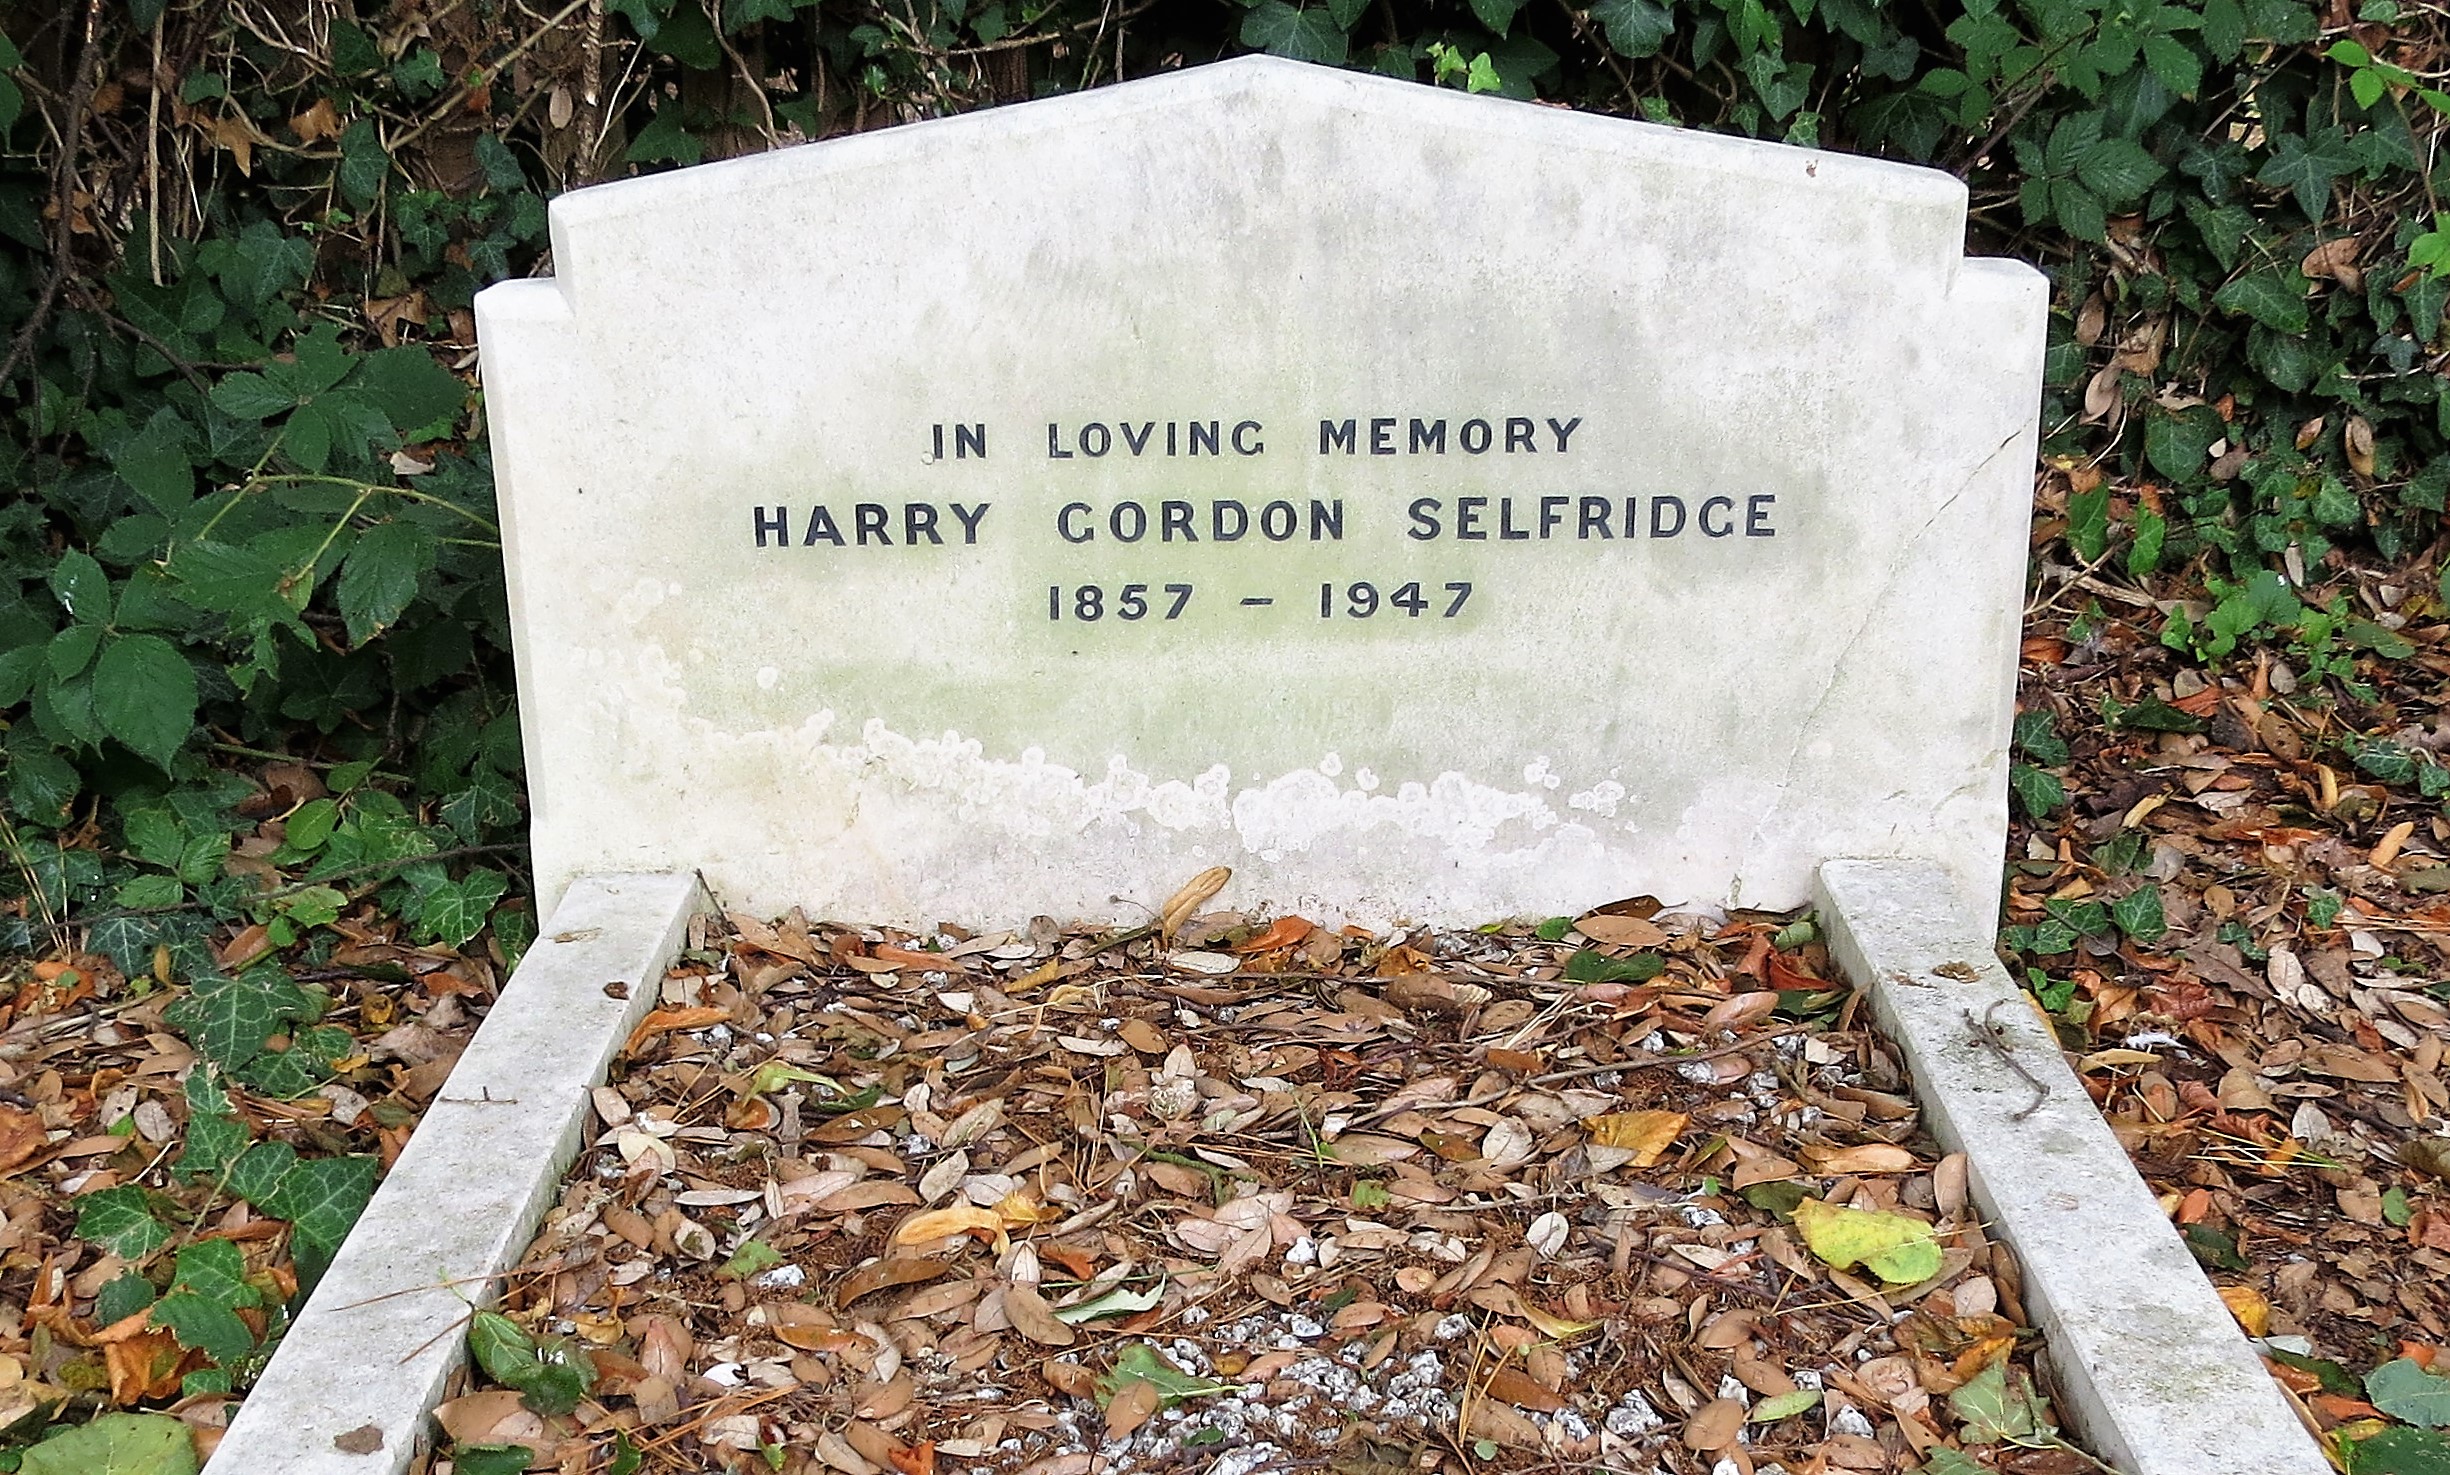 IN LOVING MEMORY
HARRY GORDON SELFRIDGE
1857 – 1947